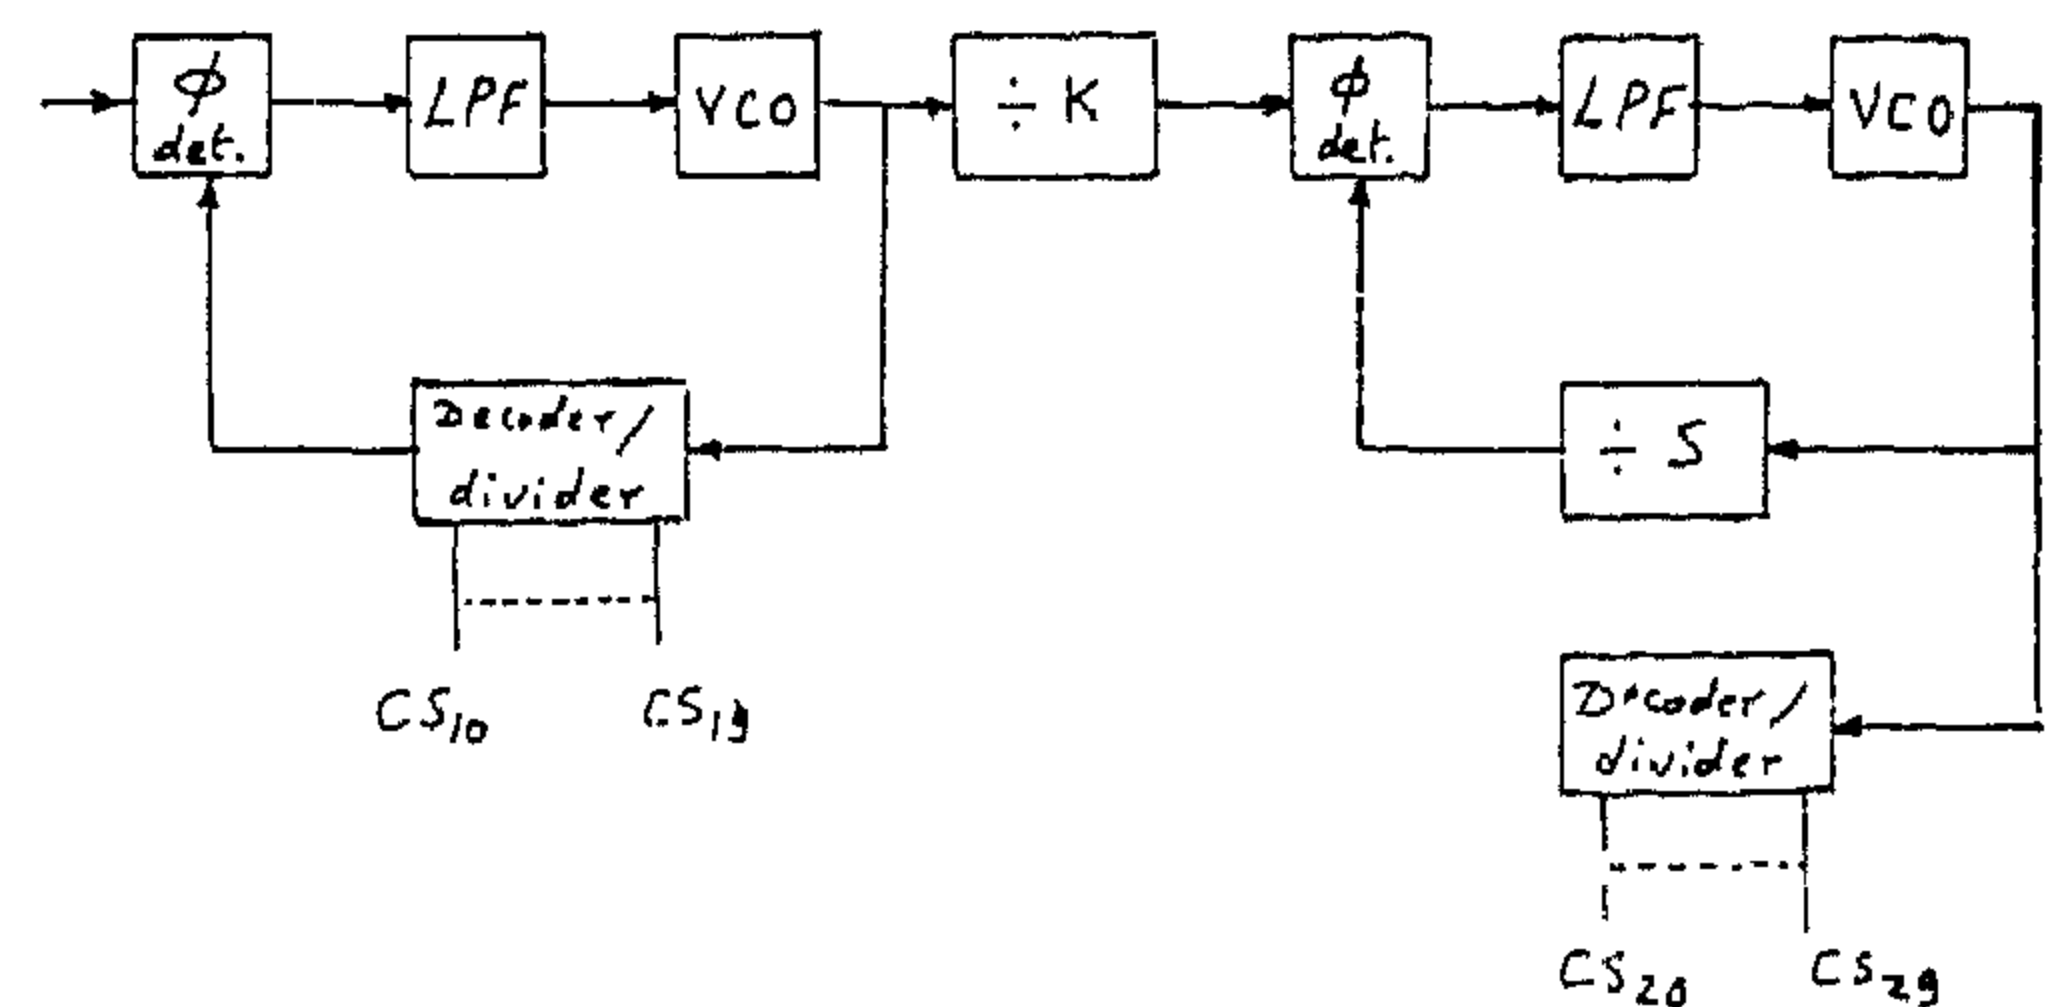 ϕ
det.
LPF
VCO
÷ K
ϕ
det.
LPF
VCO
Decoder/
divider
÷ S
CS10
CS19
Decoder/
divider
CS20
CS29